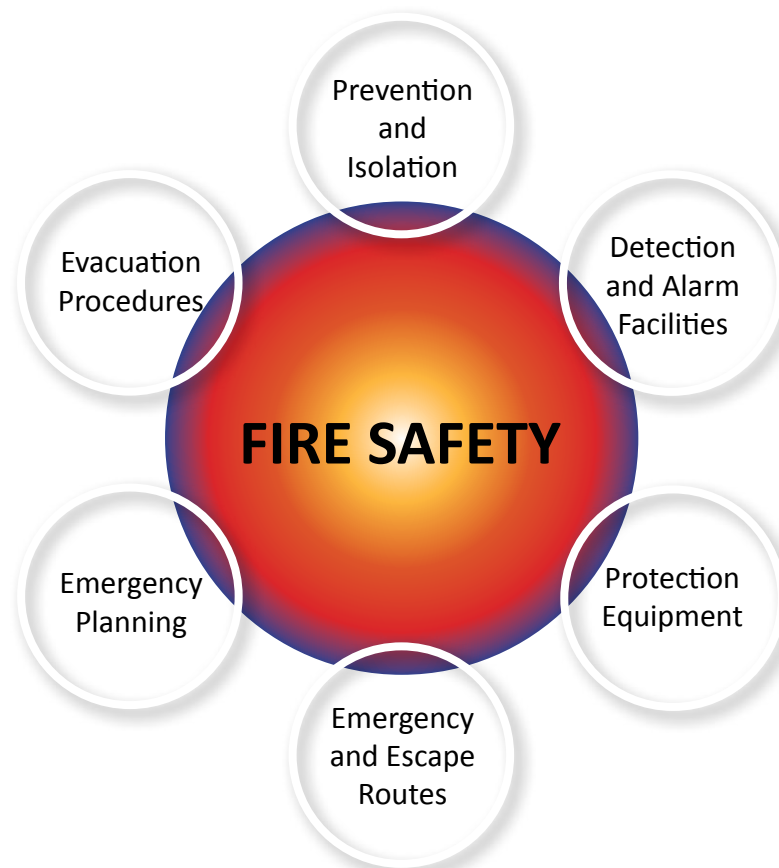 Prevention
and
Isolation
Detection
and Alarm
Facilities
Protection
Equipment
Emergency
and Escape
Routes
Emergency
Planning
Evacuation
Procedures
FIRE SAFETY